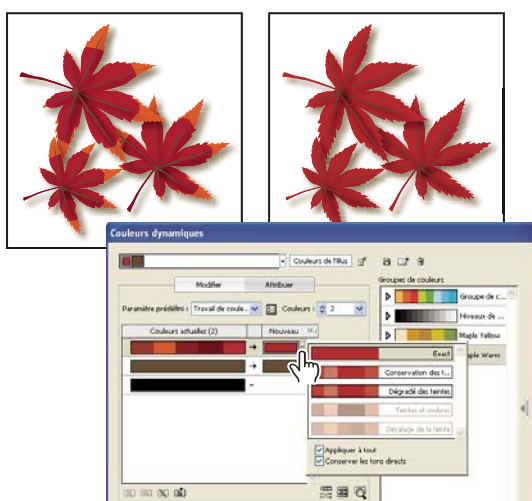 Couleurs dynamiques
Couleurs de l'illus
Modifier Attribuer
Groupes de couleurs
Paramètre prédéfini : Travail de coule... Couleurs : 2
Groupe de c...
Couleurs actuelles (2) Nouveau
Niveaux de ...
Maple Yellow
Maple Warm
Exact
Conservation des t...
Dégradé des teintes
Teintes et ombres
Décalage de la teinte
Appliquer à tout
Conserver les tons directs